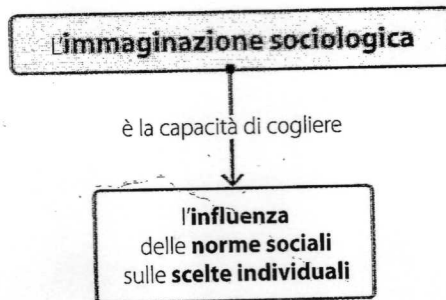 L'immaginazione sociologica
è la capacità di cogliere
l'influenza
delle norme sociali
sulle scelte individuali